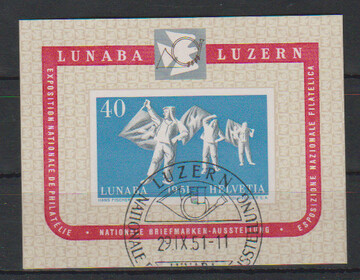 LUNABA LUZERN
EXPOSITION NATIONALE DE PHILATELIE
40
LUNABA 1951 HELVETIA
NATIONALE BRIEFMARKEN-AUSSTELLUNG
ESPOSIZIONE NAZIONALE FILATELICA
LUZERN
NATIONALE
29.IX.51-11